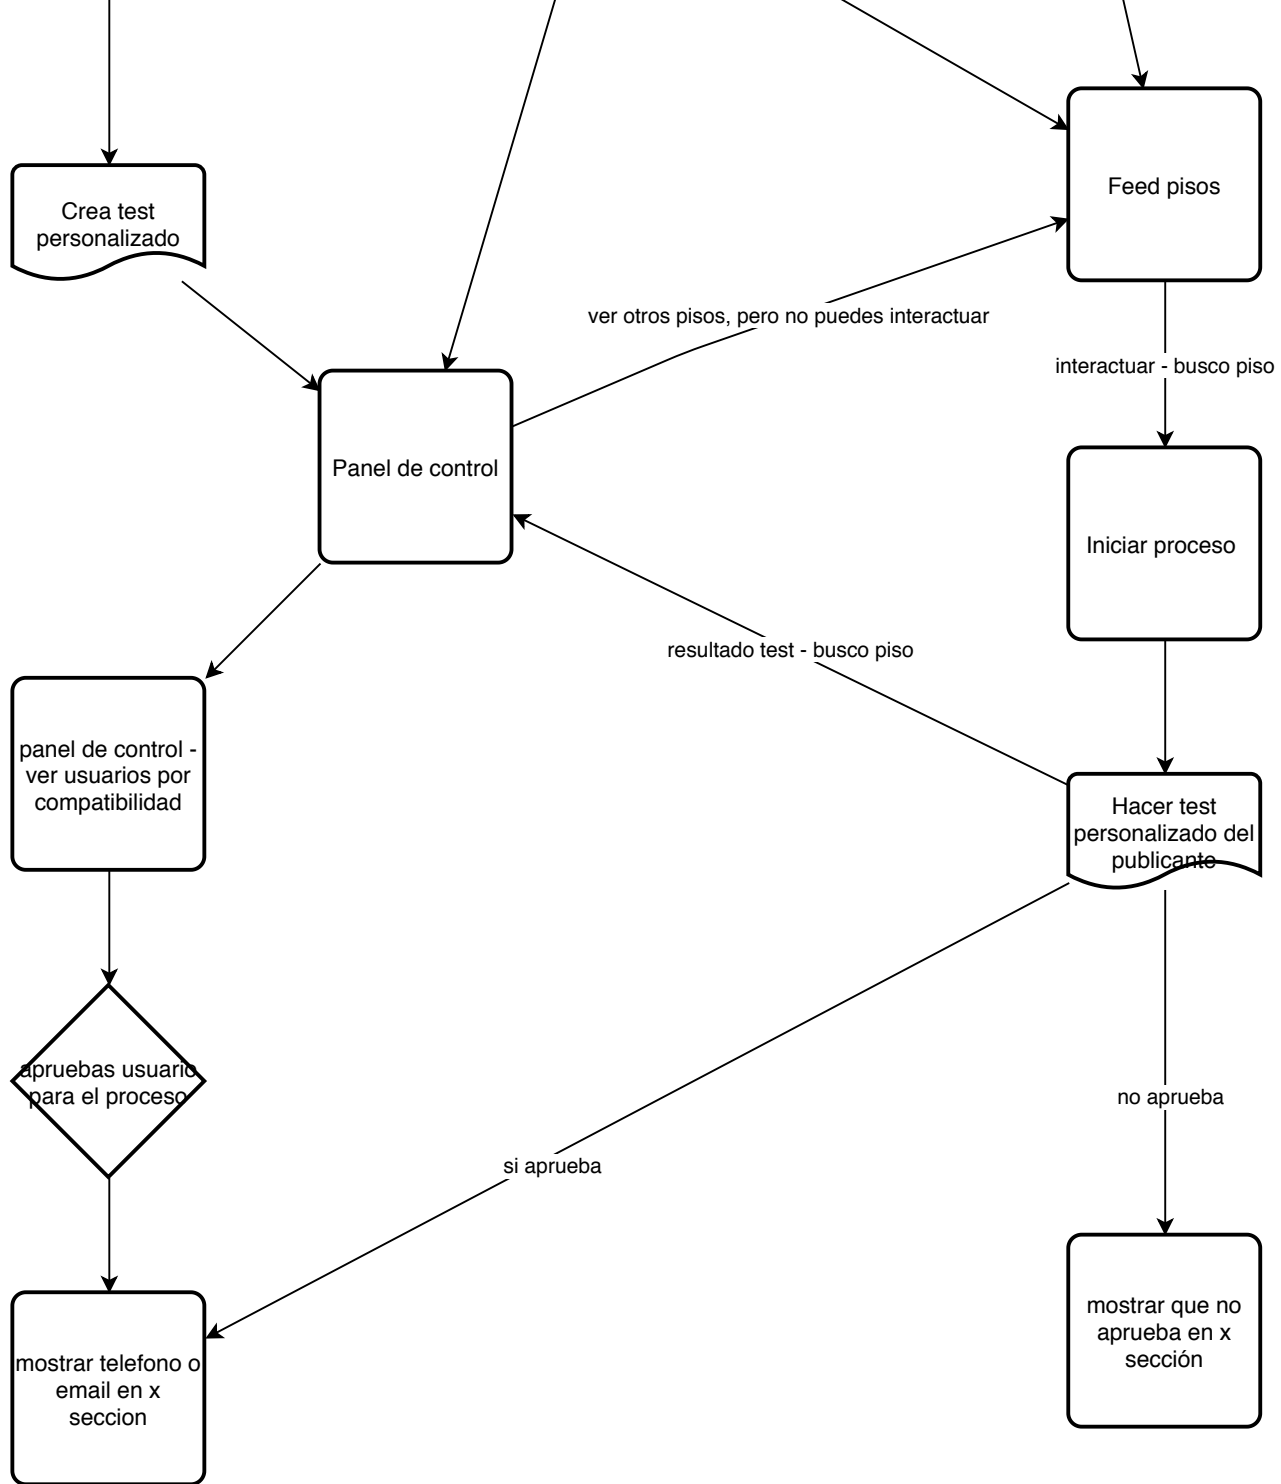 Feed pisos
Crea test
personalizado
ver otros pisos, pero no puedes interactuar
interactuar - busco piso
Panel de control
Iniciar proceso
resultado test - busco piso
panel de control -
ver usuarios por
compatibilidad
Hacer test
personalizado del
publicante
apruebas usuario
para el proceso
no aprueba
si aprueba
mostrar que no
aprueba en x
sección
mostrar telefono o
email en x
seccion